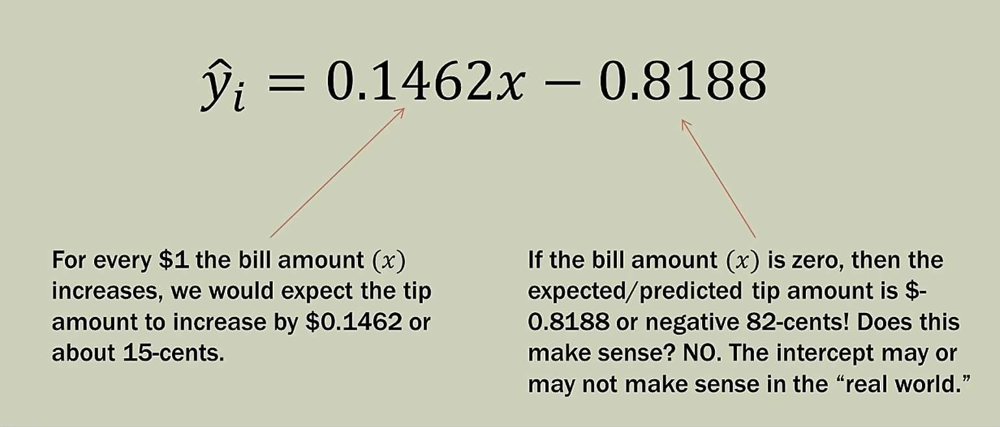 ŷᵢ = 0.1462x − 0.8188
For every $1 the bill amount (x)
increases, we would expect the tip
amount to increase by $0.1462 or
about 15-cents.
If the bill amount (x) is zero, then the
expected/predicted tip amount is $-
0.8188 or negative 82-cents! Does this
make sense? NO. The intercept may or
may not make sense in the “real world.”